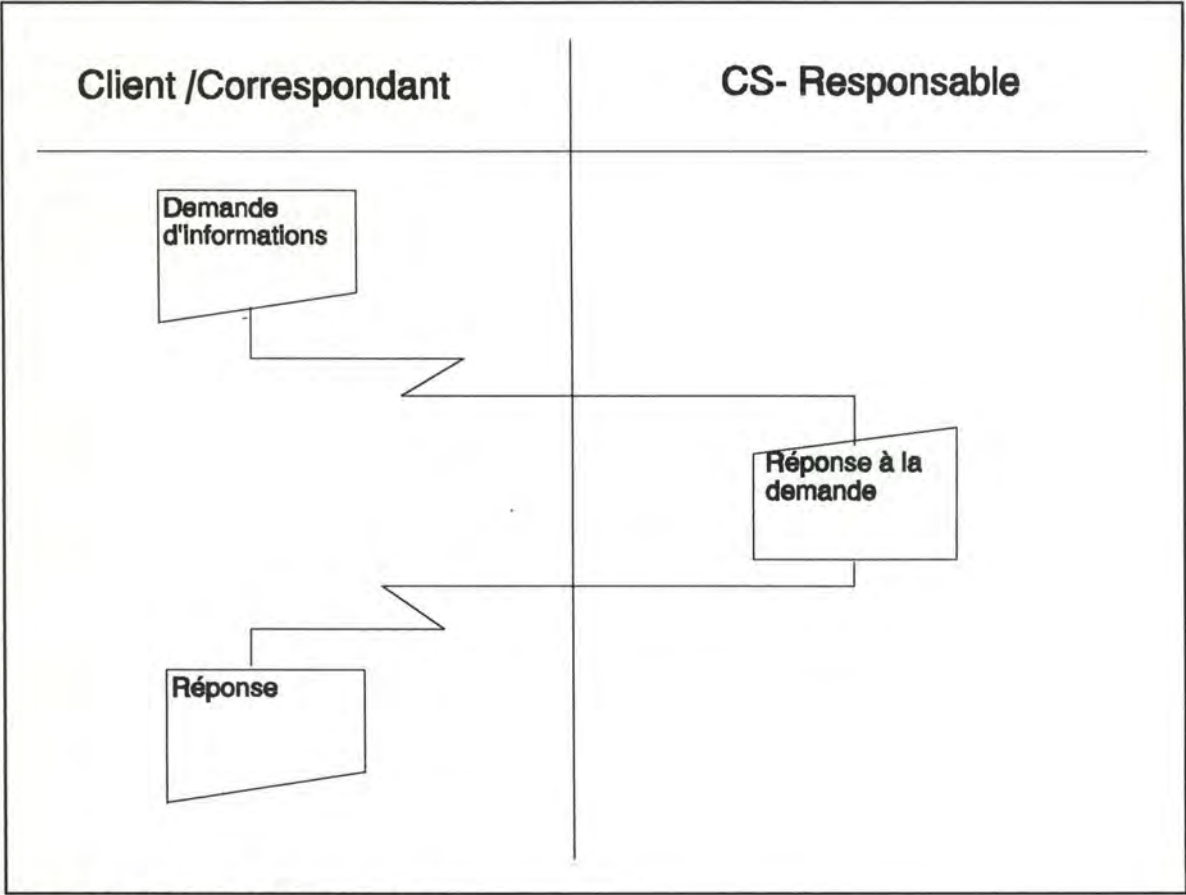 Client /Correspondant
CS- Responsable
Demande
d'informations
Réponse à la
demande
Réponse